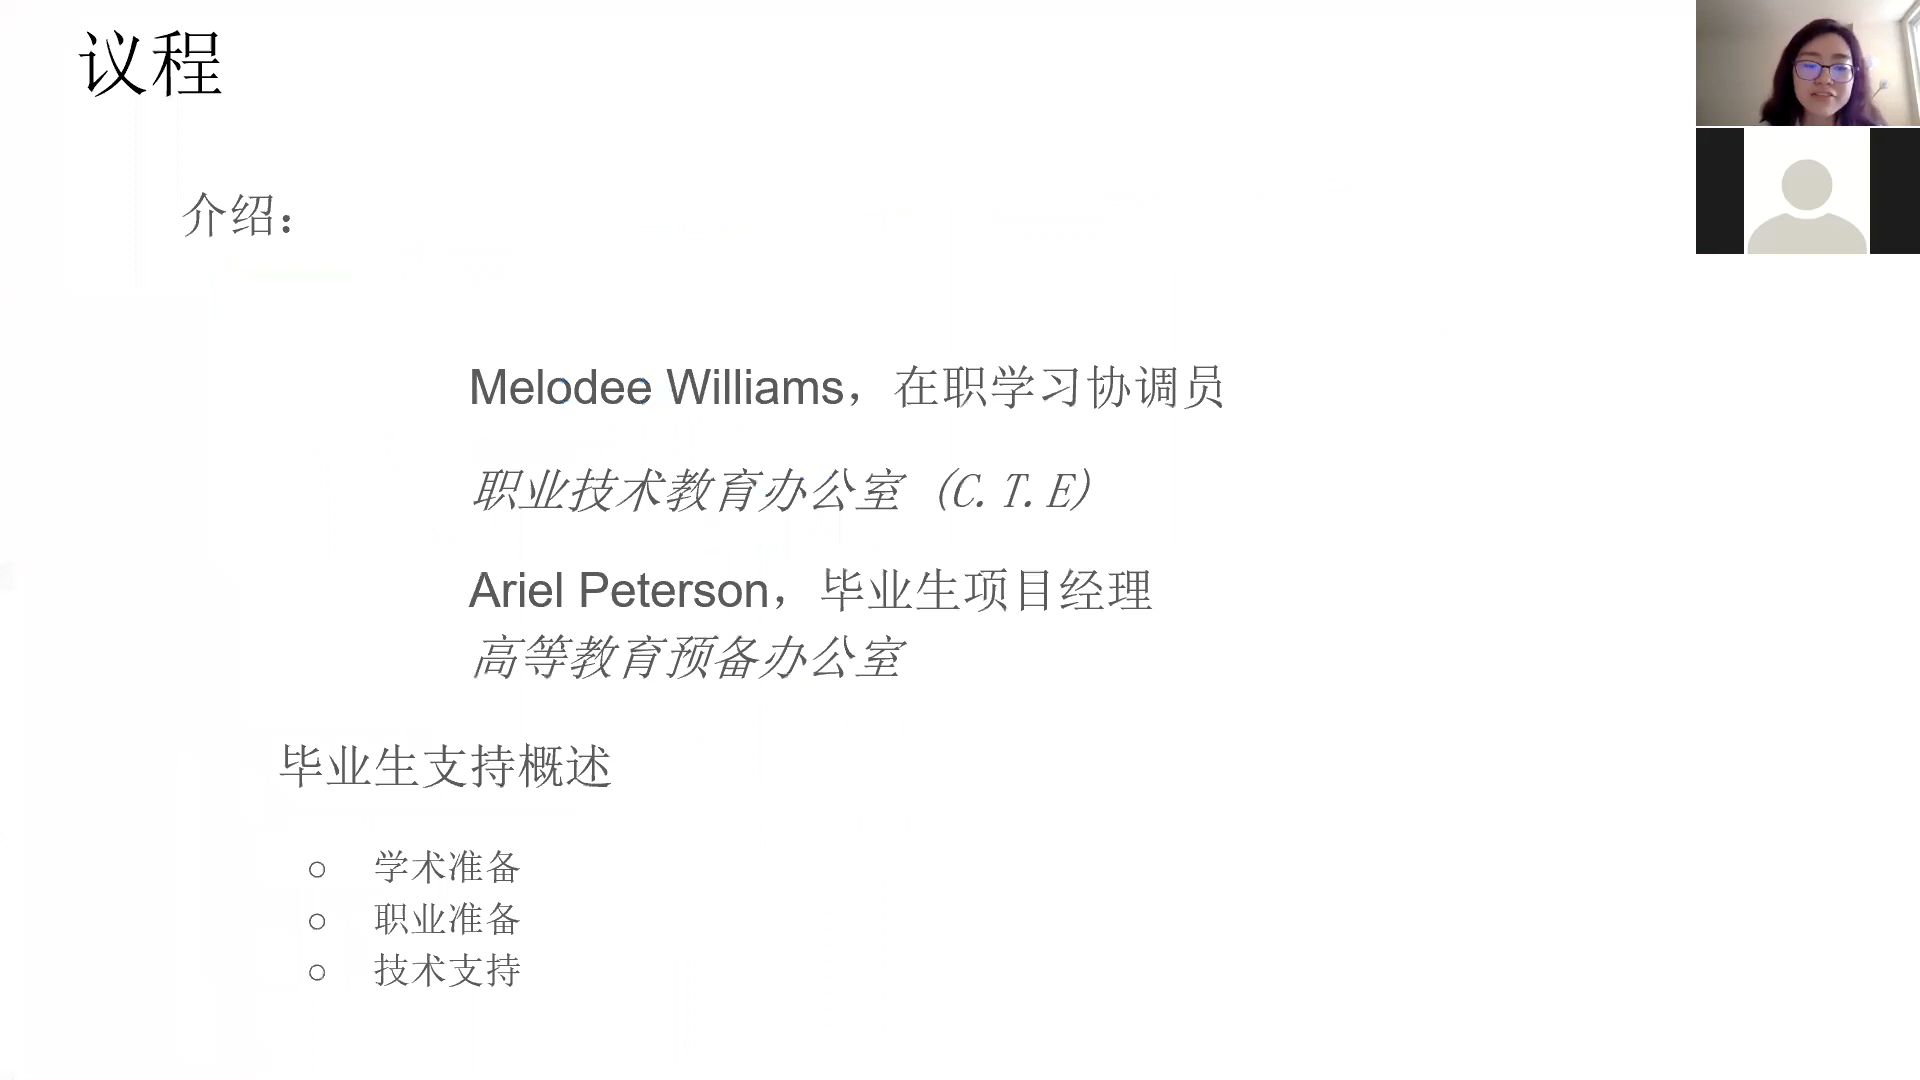 议程
介绍：
Melodee Williams，在职学习协调员
职业技术教育办公室 (C.T.E)
Ariel Peterson，毕业生项目经理
高等教育预备办公室
毕业生支持概述
○ 学术准备
○ 职业准备
○ 技术支持